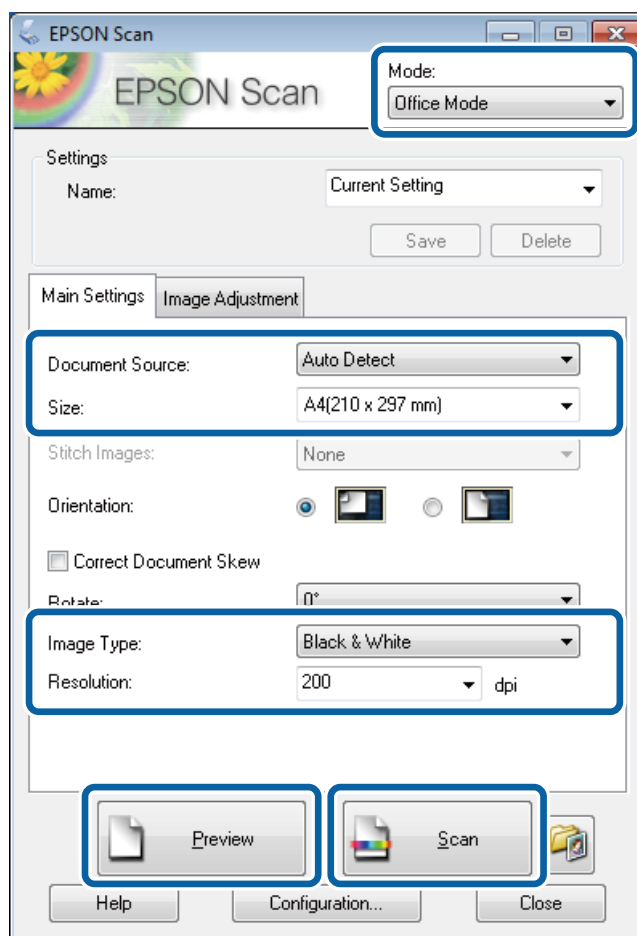 EPSON Scan
EPSON Scan
Mode:
Office Mode
Settings
Name: Current Setting
Save Delete
Main Settings Image Adjustment
Document Source: Auto Detect
Size: A4(210 x 297 mm)
Stitch Images: None
Orientation:
Correct Document Skew
Rotate: 0°
Image Type: Black & White
Resolution: 200 dpi
Preview Scan
Help Configuration... Close